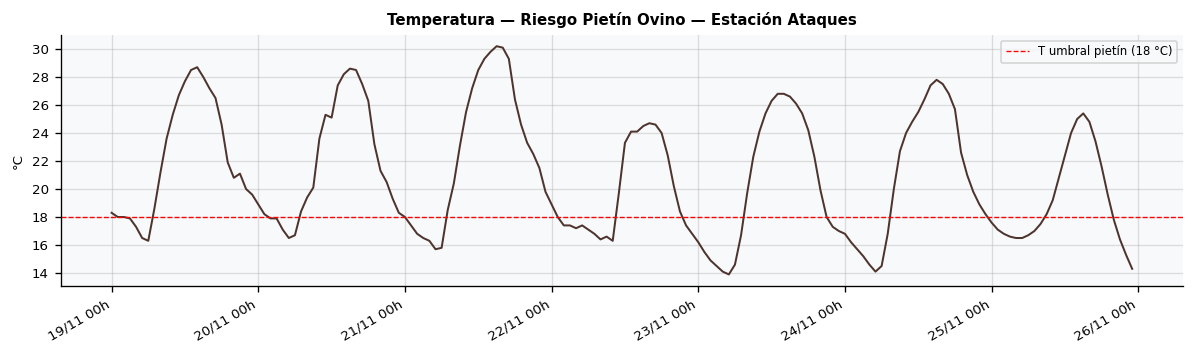 Temperatura — Riesgo Pietín Ovino — Estación Ataques
T umbral pietín (18 °C)
°C
30
28
26
24
22
20
18
16
14
19/11 00h
20/11 00h
21/11 00h
22/11 00h
23/11 00h
24/11 00h
25/11 00h
26/11 00h